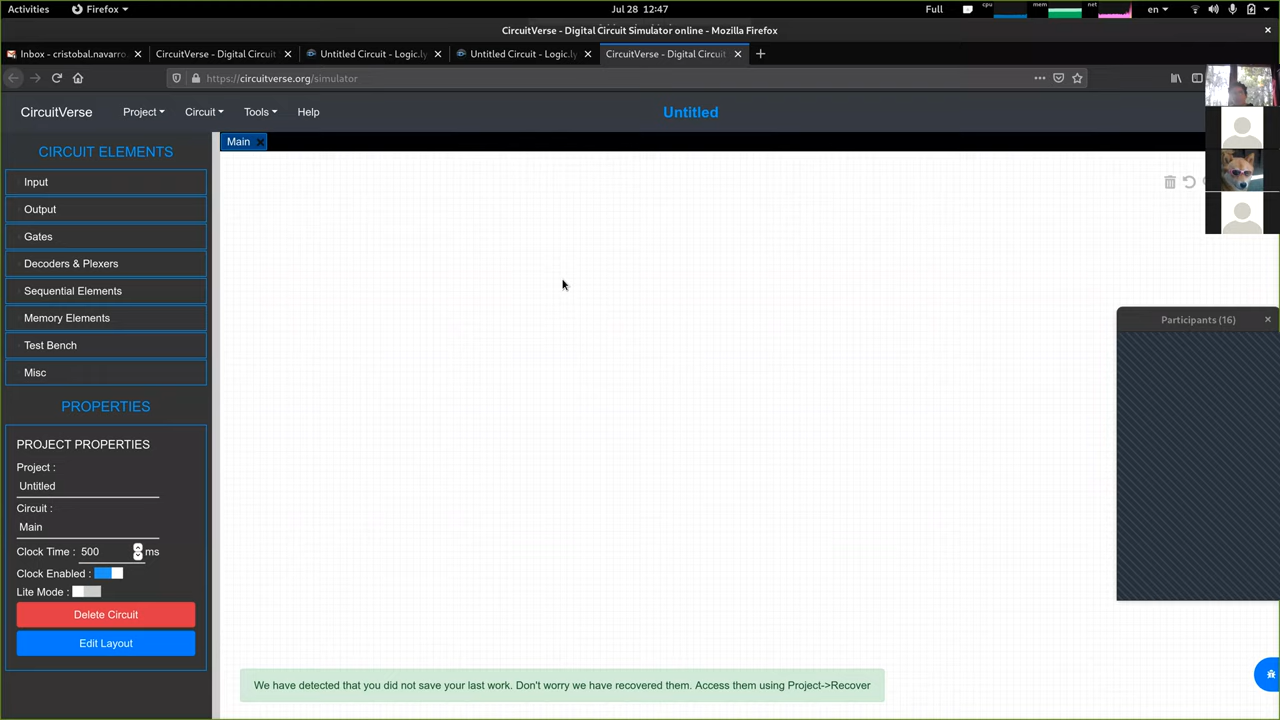 Activities
Firefox
Jul 28 12:47
Full
cpu
mem
net
en
CircuitVerse - Digital Circuit Simulator online - Mozilla Firefox
Inbox - cristobal.navarro
CircuitVerse - Digital Circuit
Untitled Circuit - Logic.ly
Untitled Circuit - Logic.ly
CircuitVerse - Digital Circuit
https://circuitverse.org/simulator
CircuitVerse
Project
Circuit
Tools
Help
Untitled
CIRCUIT ELEMENTS
Main
Input
Output
Gates
Decoders & Plexers
Sequential Elements
Memory Elements
Test Bench
Misc
Participants (16)
PROPERTIES
PROJECT PROPERTIES
Project :
Untitled
Circuit :
Main
Clock Time : 500 ms
Clock Enabled :
Lite Mode :
Delete Circuit
Edit Layout
We have detected that you did not save your last work. Don't worry we have recovered them. Access them using Project->Recover